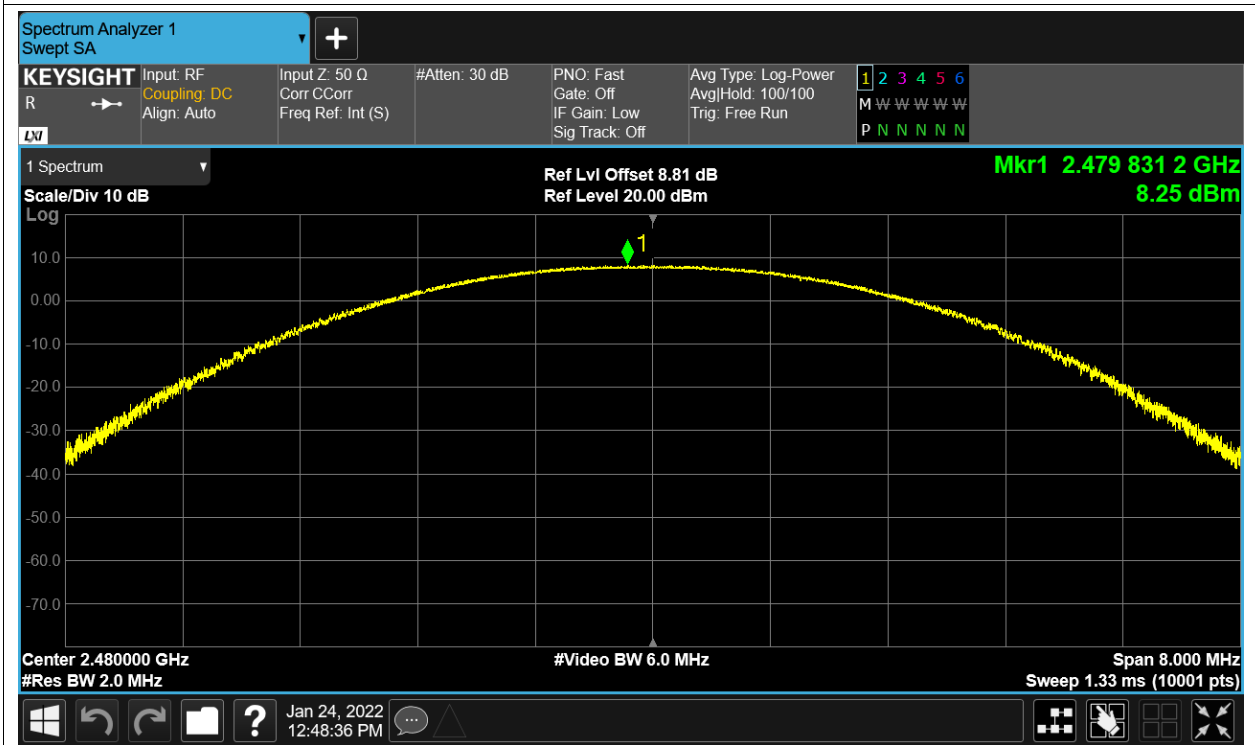 Spectrum Analyzer 1
Swept SA
KEYSIGHT
R
LXI
Input: RF
Coupling: DC
Align: Auto
Input Z: 50 Ω
Corr CCorr
Freq Ref: Int (S)
#Atten: 30 dB
PNO: Fast
Gate: Off
IF Gain: Low
Sig Track: Off
Avg Type: Log-Power
Avg|Hold: 100/100
Trig: Free Run
1 2 3 4 5 6
M W W W W W
P N N N N N
1 Spectrum
Scale/Div 10 dB
Log
Ref Lvl Offset 8.81 dB
Ref Level 20.00 dBm
Mkr1 2.479 831 2 GHz
8.25 dBm
1
10.0
0.00
-10.0
-20.0
-30.0
-40.0
-50.0
-60.0
-70.0
Center 2.480000 GHz
#Res BW 2.0 MHz
#Video BW 6.0 MHz
Span 8.000 MHz
Sweep 1.33 ms (10001 pts)
?
Jan 24, 2022
12:48:36 PM